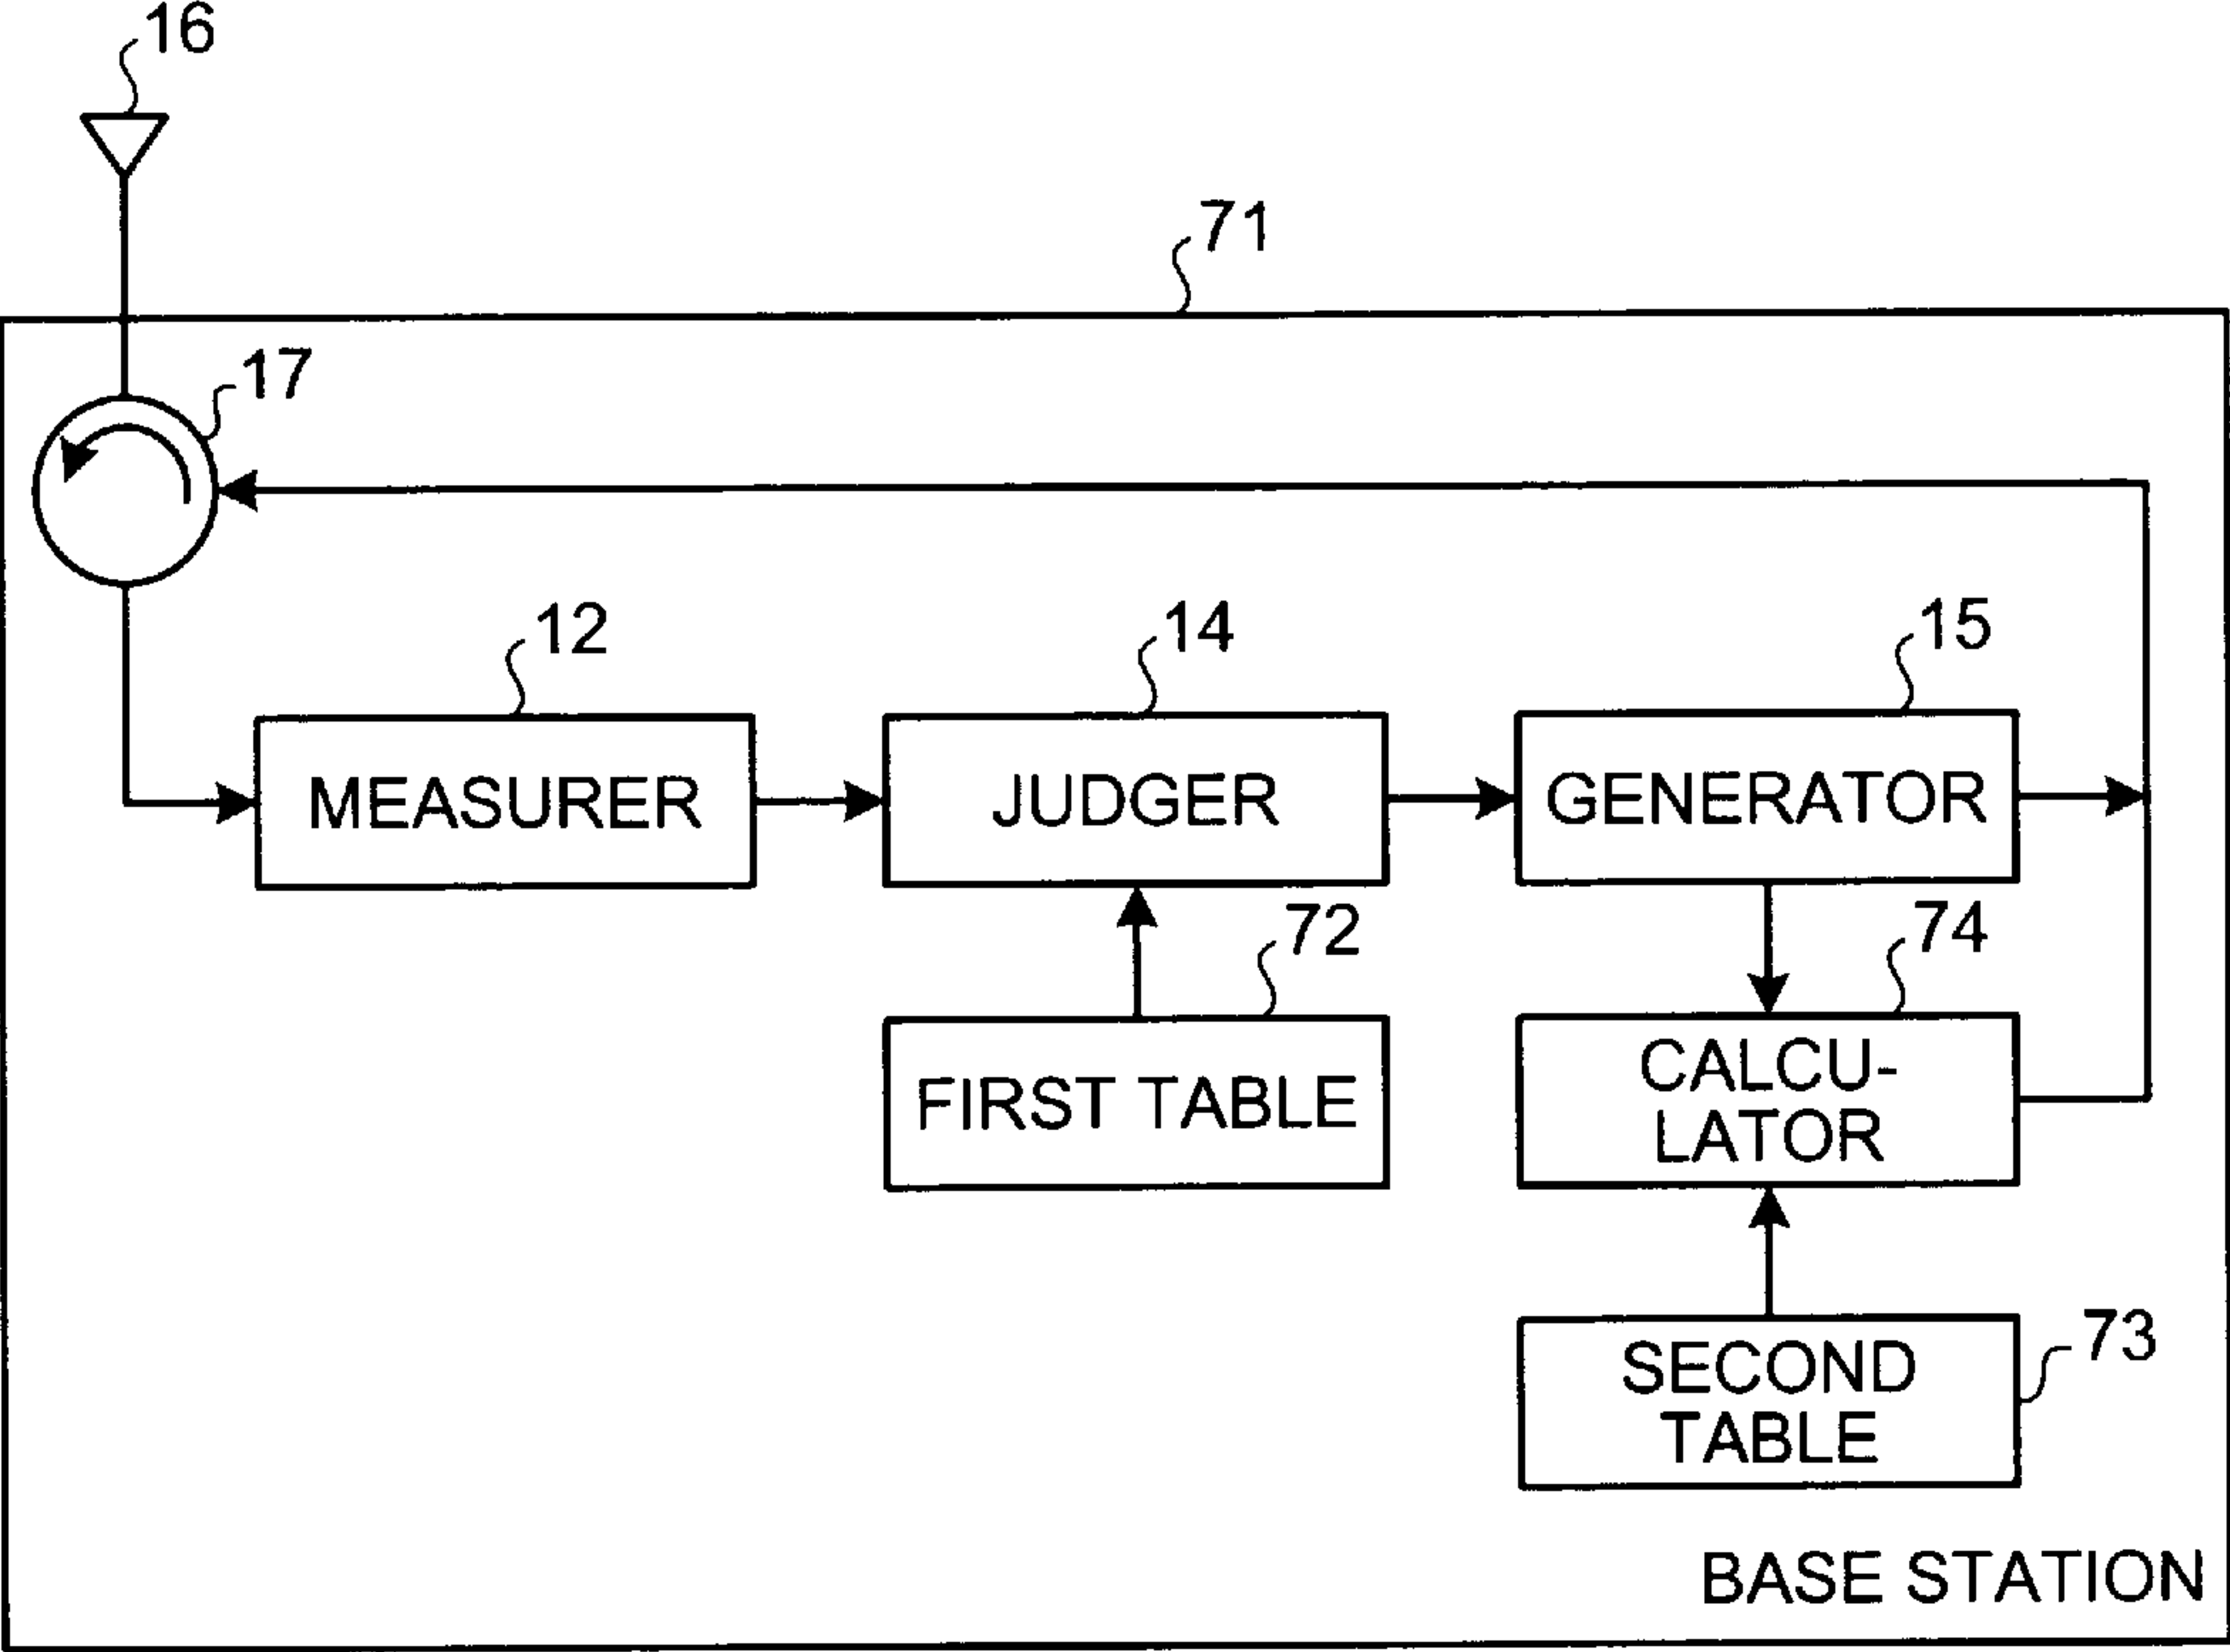 16
71
17
12
14
15
MEASURER
JUDGER
GENERATOR
72
74
FIRST TABLE
CALCU-
LATOR
73
SECOND
TABLE
BASE STATION